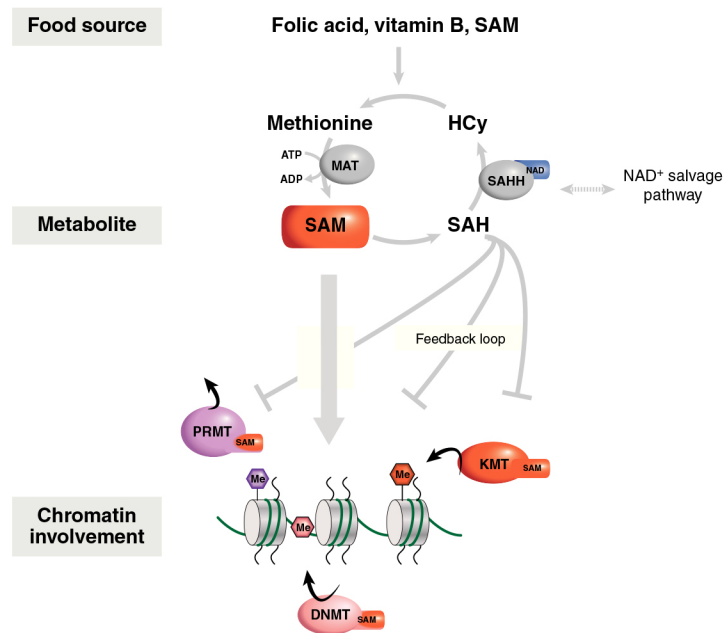 Food source
Folic acid, vitamin B, SAM
Methionine
HCy
ATP
MAT
ADP
SAHH
NAD
NAD+ salvage
pathway
Metabolite
SAM
SAH
Feedback loop
PRMT
SAM
KMT
SAM
Me
Me
Chromatin
involvement
Me
DNMT
SAM